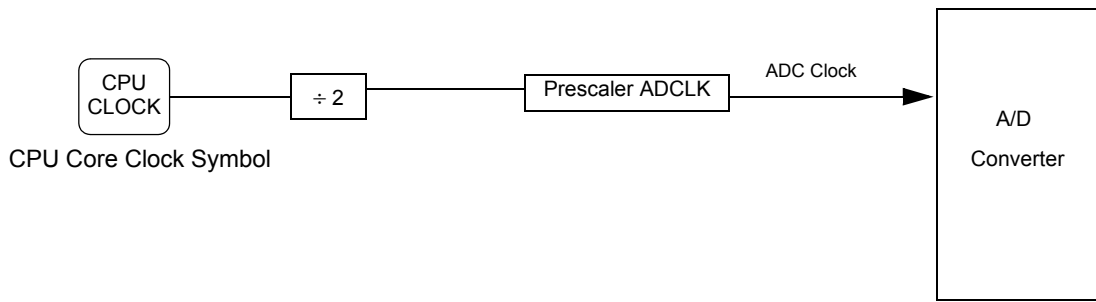 CPU
CLOCK
÷ 2
Prescaler ADCLK
ADC Clock
A/D
Converter
CPU Core Clock Symbol